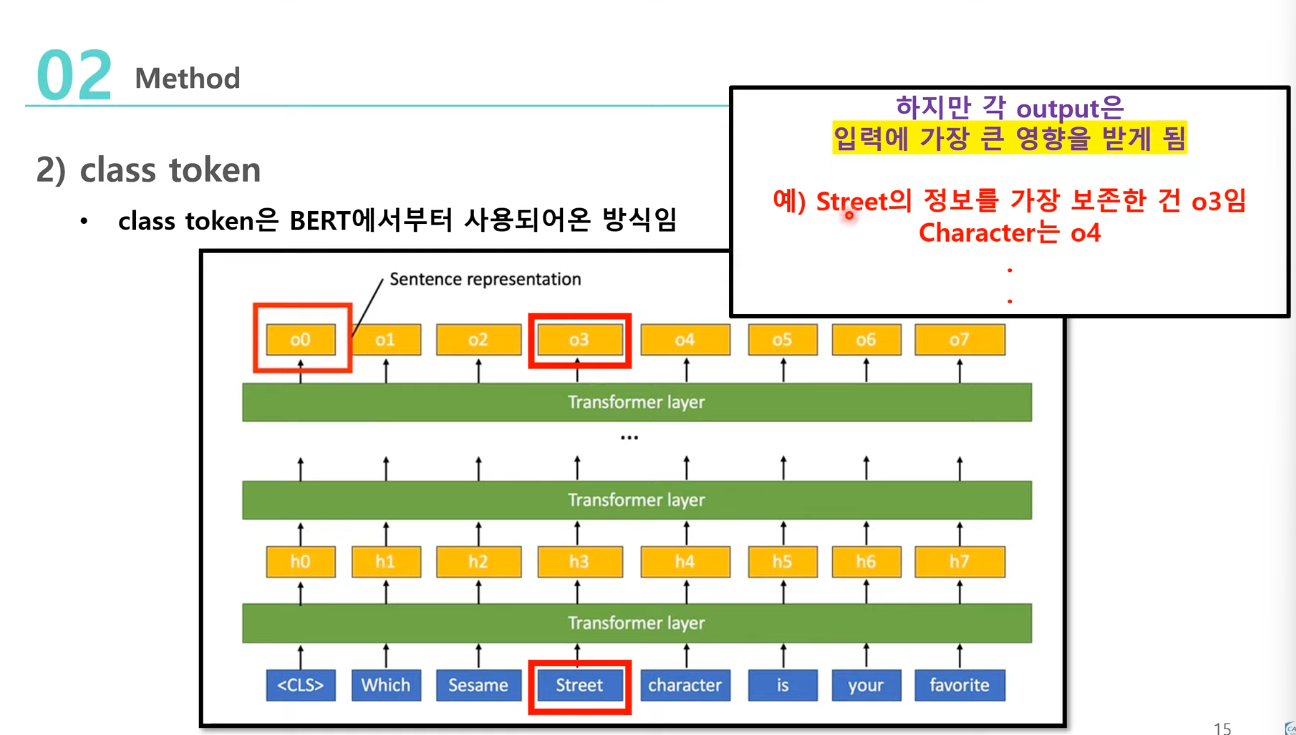 02 Method
2) class token
• class token은 BERT에서부터 사용되어온 방식임
하지만 각 output은
입력에 가장 큰 영향을 받게 됨
예) Street의 정보를 가장 보존한 건 o3임
Character는 o4
.
.
Sentence representation
o0 o1 o2 o3 o4 o5 o6 o7
Transformer layer
...
Transformer layer
h0 h1 h2 h3 h4 h5 h6 h7
Transformer layer
<CLS> Which Sesame Street character is your favorite
15